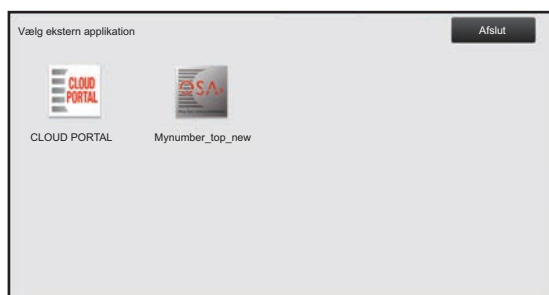 Vælg ekstern applikation
Afslut
CLOUD
PORTAL
OSA
CLOUD PORTAL
Mynumber_top_new